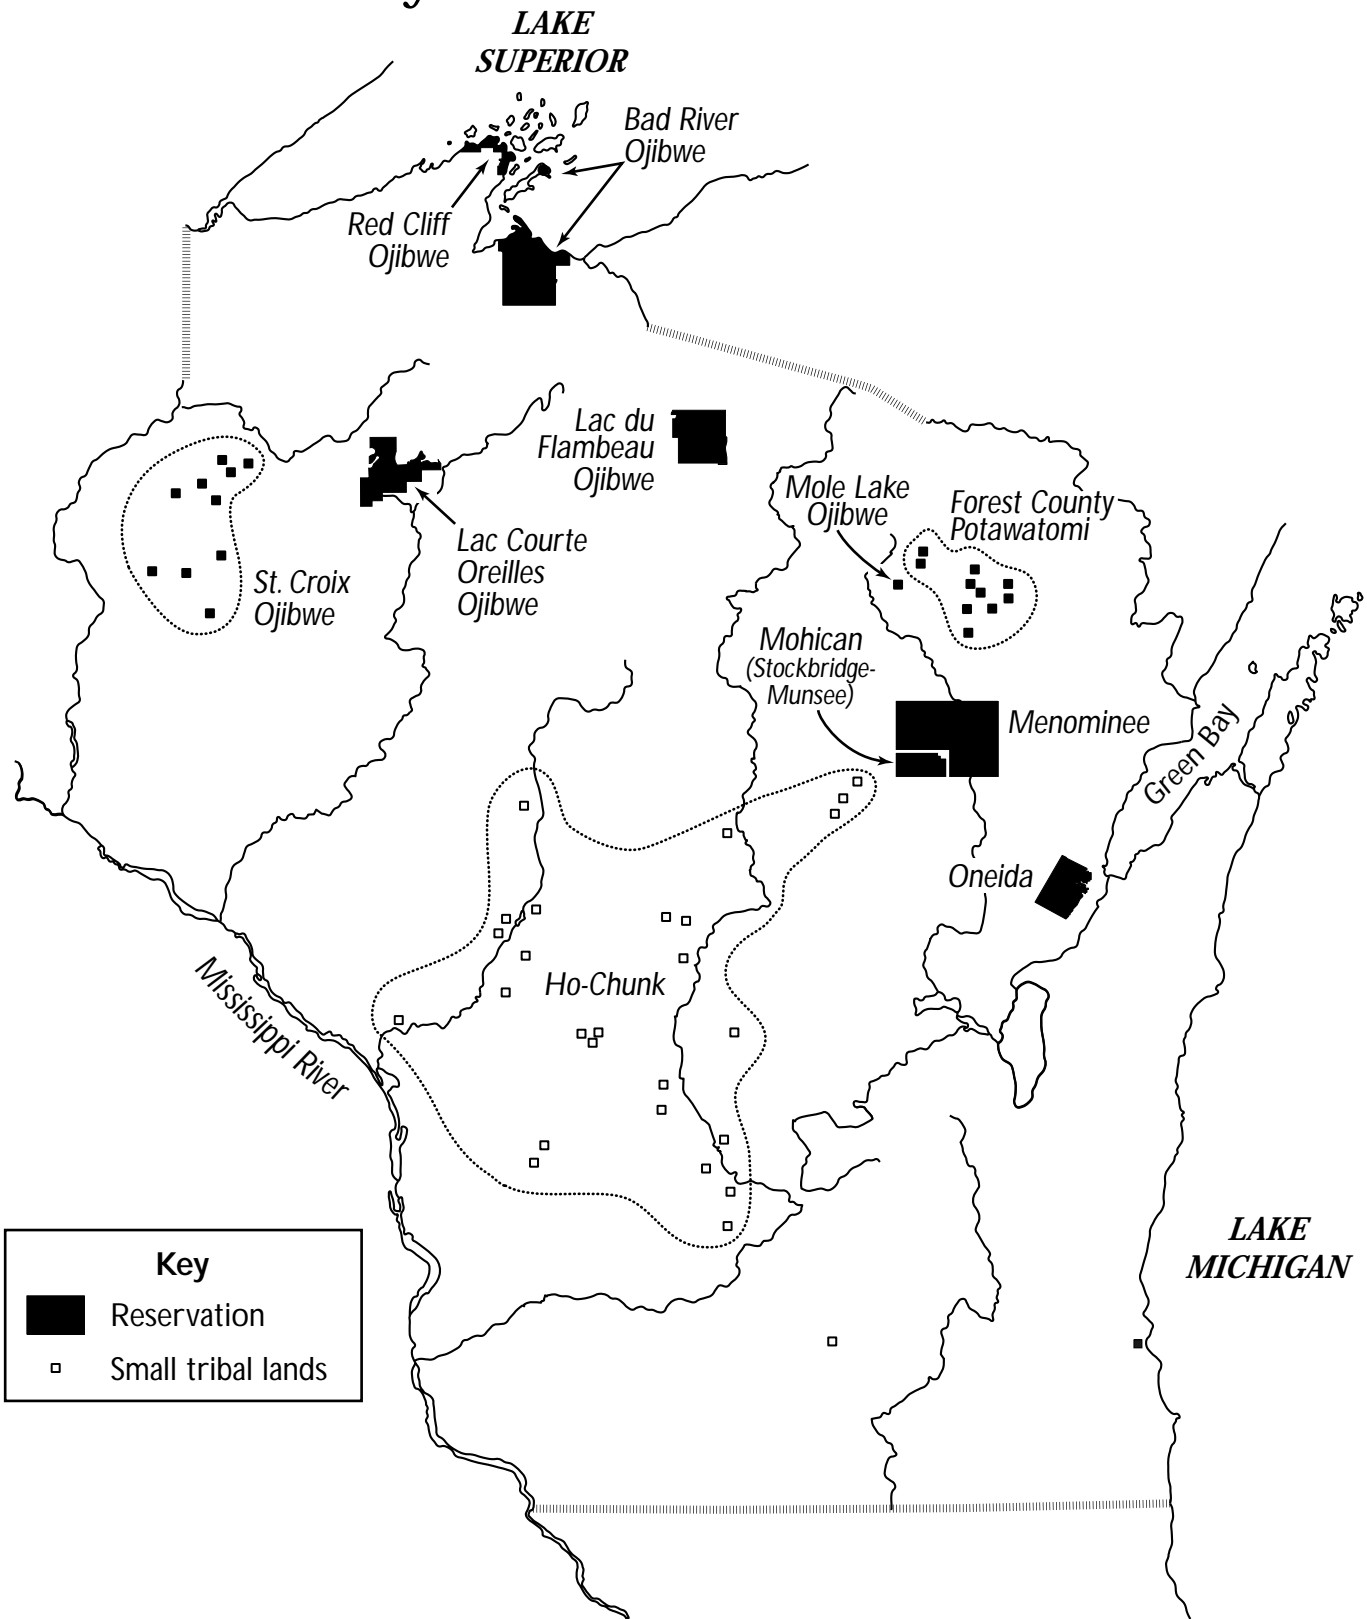 LAKE
SUPERIOR
Bad River
Ojibwe
Red Cliff
Ojibwe
Lac du
Flambeau
Ojibwe
Mole Lake
Ojibwe
Forest County
Potawatomi
Lac Courte
Oreilles
Ojibwe
St. Croix
Ojibwe
Mohican
(Stockbridge-
Munsee)
Menominee
Green Bay
Oneida
Ho-Chunk
Mississippi River
LAKE
MICHIGAN
Key
Reservation
Small tribal lands